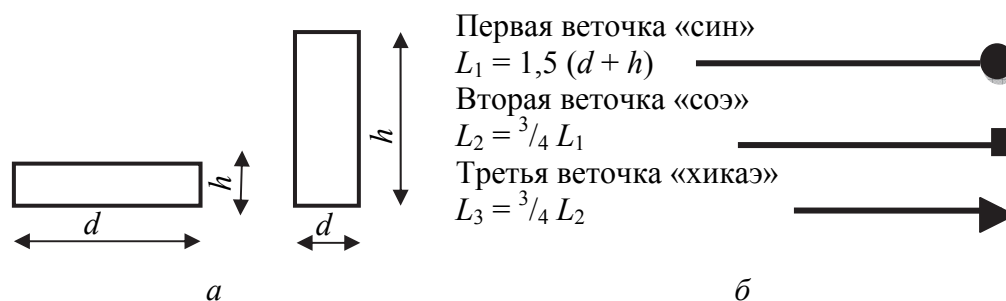 Первая веточка «син»
L₁ = 1,5 (d + h)
Вторая веточка «соэ»
L₂ = ³/₄ L₁
Третья веточка «хикаэ»
L₃ = ³/₄ L₂
h
d
h
d
а
б